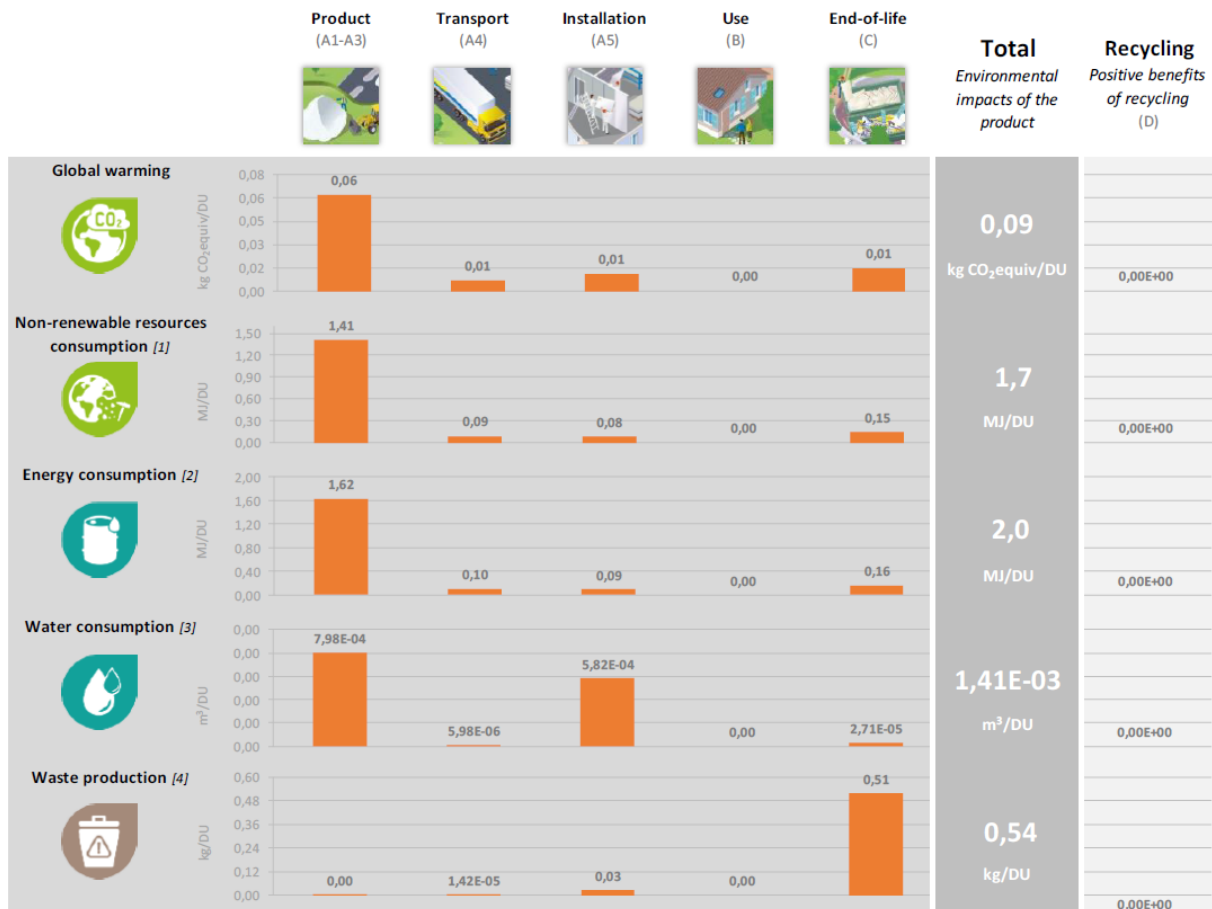 Product
(A1-A3)
Transport
(A4)
Installation
(A5)
Use
(B)
End-of-life
(C)
Total
Environmental
impacts of the
product
Recycling
Positive benefits
of recycling
(D)
Global warming
CO₂
kg CO₂equiv/DU
0,08
0,06
0,05
0,03
0,02
0,00
0,06
0,01
0,01
0,00
0,01
0,09
kg CO₂equiv/DU
0,00E+00
Non-renewable resources
consumption [1]
MJ/DU
1,50
1,20
0,90
0,60
0,30
0,00
1,41
0,09
0,08
0,00
0,15
1,7
MJ/DU
0,00E+00
Energy consumption [2]
MJ/DU
2,00
1,60
1,20
0,80
0,40
0,00
1,62
0,10
0,09
0,00
0,16
2,0
MJ/DU
0,00E+00
Water consumption [3]
m³/DU
0,00
0,00
0,00
0,00
0,00
0,00
7,98E-04
5,98E-06
5,82E-04
0,00
2,71E-05
1,41E-03
m³/DU
0,00E+00
Waste production [4]
kg/DU
0,60
0,48
0,36
0,24
0,12
0,00
0,00
1,42E-05
0,03
0,00
0,51
0,54
kg/DU
0,00E+00